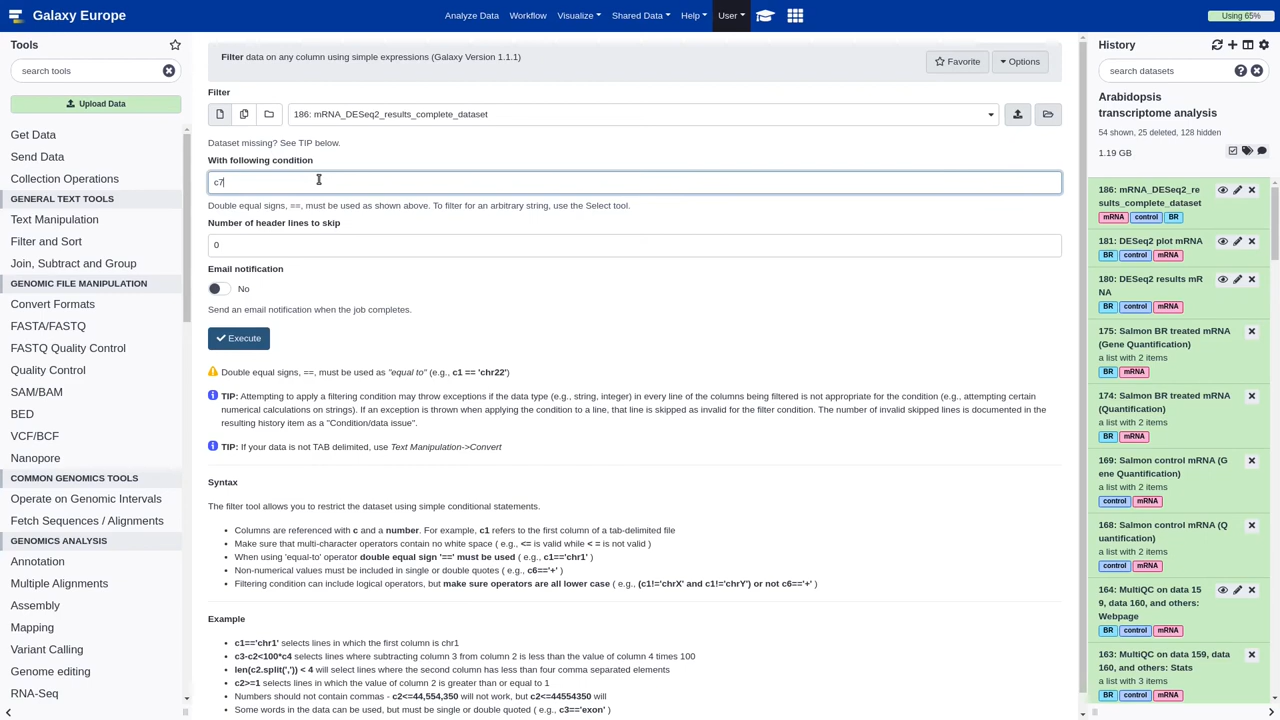 Galaxy Europe
Analyze Data
Workflow
Visualize
Shared Data
Help
User
Using 65%
Tools
search tools
Upload Data
Get Data
Send Data
Collection Operations
GENERAL TEXT TOOLS
Text Manipulation
Filter and Sort
Join, Subtract and Group
GENOMIC FILE MANIPULATION
Convert Formats
FASTA/FASTQ
FASTQ Quality Control
Quality Control
SAM/BAM
BED
VCF/BCF
Nanopore
COMMON GENOMICS TOOLS
Operate on Genomic Intervals
Fetch Sequences / Alignments
GENOMICS ANALYSIS
Annotation
Multiple Alignments
Assembly
Mapping
Variant Calling
Genome editing
RNA-Seq
Filter data on any column using simple expressions (Galaxy Version 1.1.1)
Favorite
Options
Filter
186: mRNA_DESeq2_results_complete_dataset
Dataset missing? See TIP below.
With following condition
c7
Double equal signs, ==, must be used as shown above. To filter for an arbitrary string, use the Select tool.
Number of header lines to skip
0
Email notification
No
Send an email notification when the job completes.
Execute
Double equal signs, ==, must be used as "equal to" (e.g., c1 == 'chr22')
TIP: Attempting to apply a filtering condition may throw exceptions if the data type (e.g., string, integer) in every line of the columns being filtered is not appropriate for the condition (e.g., attempting certain
numerical calculations on strings). If an exception is thrown when applying the condition to a line, that line is skipped as invalid for the filter condition. The number of invalid skipped lines is documented in the
resulting history item as a "Condition/data issue".
TIP: If your data is not TAB delimited, use Text Manipulation->Convert
Syntax
The filter tool allows you to restrict the dataset using simple conditional statements.
• Columns are referenced with c and a number. For example, c1 refers to the first column of a tab-delimited file
• Make sure that multi-character operators contain no white space ( e.g., <= is valid while < = is not valid )
• When using 'equal-to' operator double equal sign '==' must be used ( e.g., c1=='chr1' )
• Non-numerical values must be included in single or double quotes ( e.g., c6=='+' )
• Filtering condition can include logical operators, but make sure operators are all lower case ( e.g., (c1!='chrX' and c1!='chrY') or not c6=='+' )
Example
• c1=='chr1' selects lines in which the first column is chr1
• c3-c2<100*c4 selects lines where subtracting column 3 from column 2 is less than the value of column 4 times 100
• len(c2.split(',')) < 4 will select lines where the second column has less than four comma separated elements
• c2>=1 selects lines in which the value of column 2 is greater than or equal to 1
• Numbers should not contain commas - c2<=44,554,350 will not work, but c2<=44554350 will
• Some words in the data can be used, but must be single or double quoted ( e.g., c3=='exon' )
History
search datasets
Arabidopsis
transcriptome analysis
54 shown, 25 deleted, 128 hidden
1.19 GB
186: mRNA_DESeq2_re
sults_complete_dataset
mRNA control BR
181: DESeq2 plot mRNA
BR control mRNA
180: DESeq2 results mR
NA
BR control mRNA
175: Salmon BR treated mRNA
(Gene Quantification)
a list with 2 items
BR mRNA
174: Salmon BR treated mRNA
(Quantification)
a list with 2 items
BR mRNA
169: Salmon control mRNA (G
ene Quantification)
a list with 2 items
control mRNA
168: Salmon control mRNA (Q
uantification)
a list with 2 items
control mRNA
164: MultiQC on data 15
9, data 160, and others:
Webpage
BR control mRNA
163: MultiQC on data 159, data
160, and others: Stats
a list with 3 items
BR control mRNA